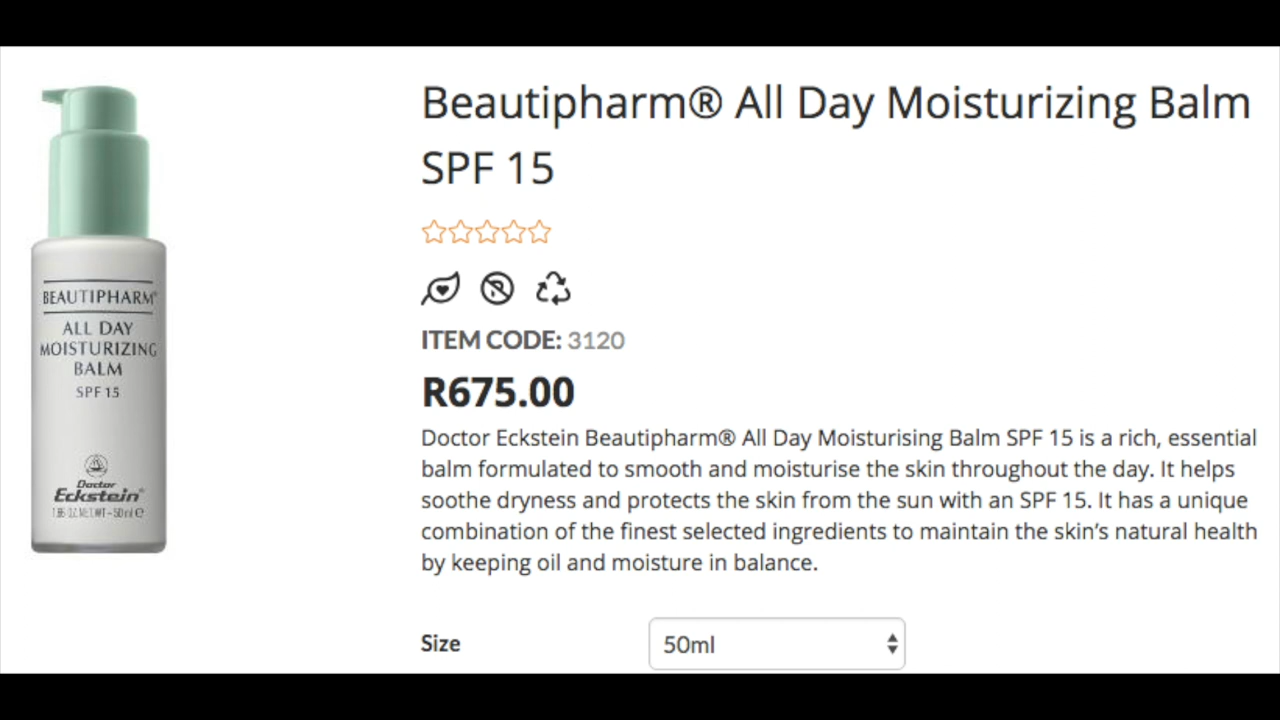 Beautipharm® All Day Moisturizing Balm
SPF 15
ITEM CODE: 3120
R675.00
Doctor Eckstein Beautipharm® All Day Moisturising Balm SPF 15 is a rich, essential
balm formulated to smooth and moisturise the skin throughout the day. It helps
soothe dryness and protects the skin from the sun with an SPF 15. It has a unique
combination of the finest selected ingredients to maintain the skin's natural health
by keeping oil and moisture in balance.
Size
50ml
BEAUTIPHARM®
ALL DAY
MOISTURIZING
BALM
SPF 15
Doctor
Eckstein®
NET WT - 50 ml ℮